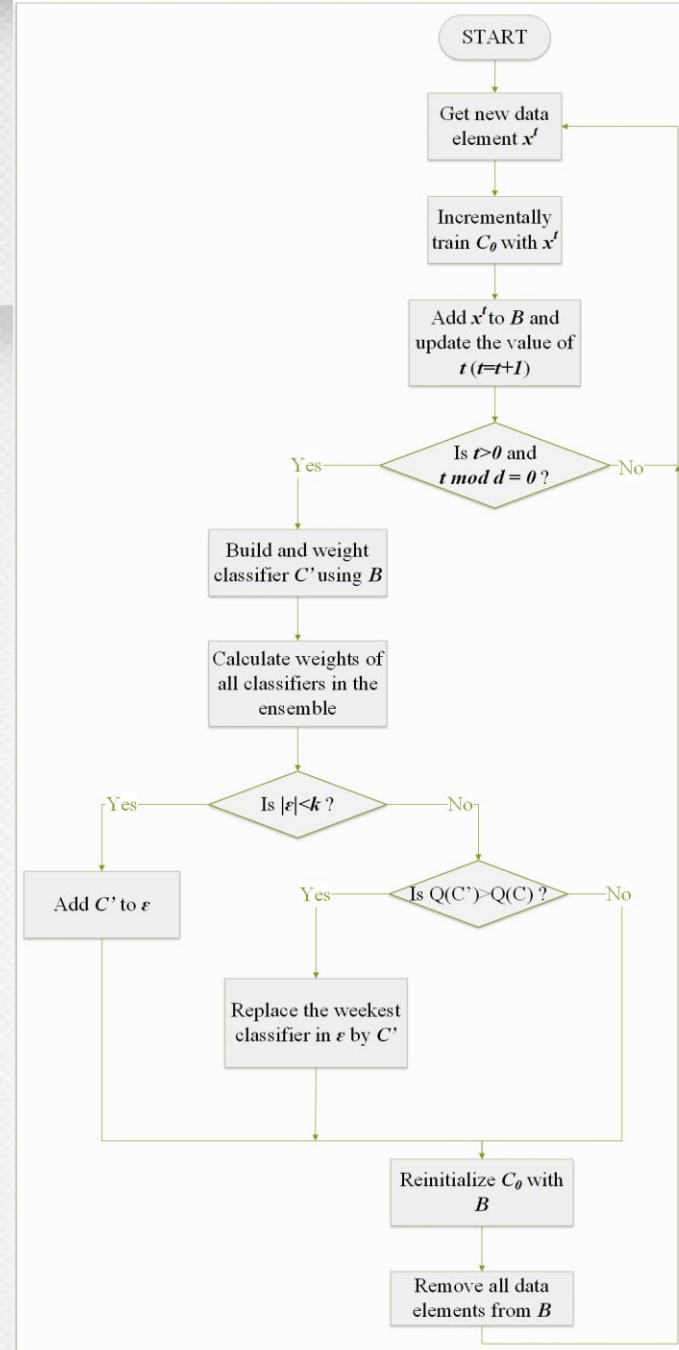 START
Get new data
element x^t
Incrementally
train C₀ with x^t
Add x^t to B and
update the value of
t (t=t+1)
Is t>0 and
t mod d = 0 ?
Yes
No
Build and weight
classifier C’ using B
Calculate weights of
all classifiers in the
ensemble
Is |ε|<k ?
Yes
No
Add C’ to ε
Is Q(C’)>Q(C) ?
Yes
No
Replace the weekest
classifier in ε by C’
Reinitialize C₀ with
B
Remove all data
elements from B